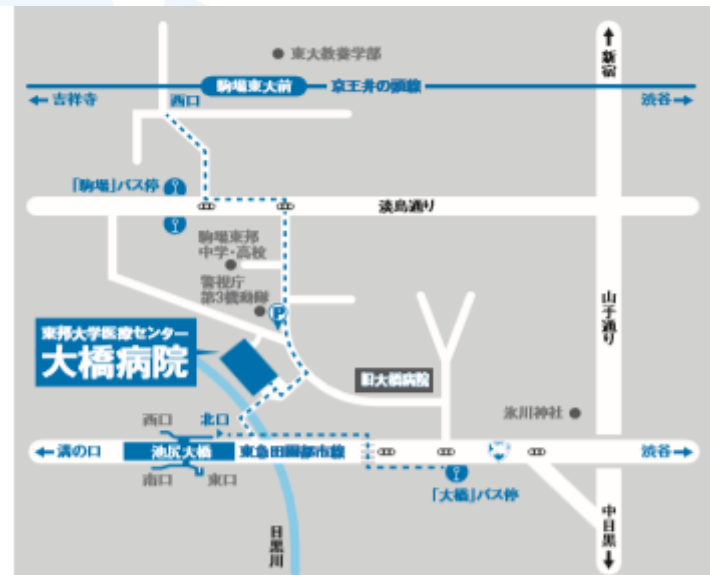 東大教養学部
新宿
駒場東大前
京王井の頭線
吉祥寺
西口
渋谷
「駒場」バス停
淡島通り
駒場東邦
中学・高校
警視庁
第3機動隊
P
山手通り
東邦大学医療センター
大橋病院
旧大橋病院
氷川神社
西口
北口
溝の口
池尻大橋
東急田園都市線
渋谷
南口
東口
「大橋」バス停
目黒川
中目黒